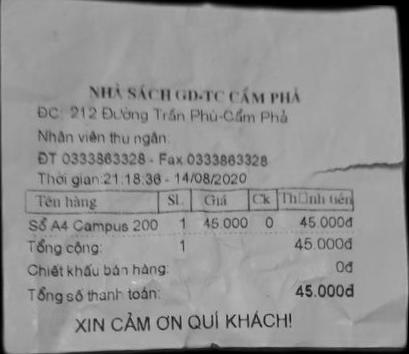 NHÀ SÁCH GD-TC CẨM PHẢ
ĐC: 212 Đường Trần Phú-Cẩm Phả
Nhân viên thu ngân:
ĐT 0333863328 - Fax 0333863328
Thời gian:21:18:36 - 14/08/2020
Tên hàng SL Giá Ck Th�nh tiền
Sổ A4 Campus 200 1 45.000 0 45.000đ
Tổng cộng: 1 45.000đ
Chiết khấu bán hàng: 0đ
Tổng số thanh toán: 45.000đ
XIN CẢM ƠN QUÍ KHÁCH!